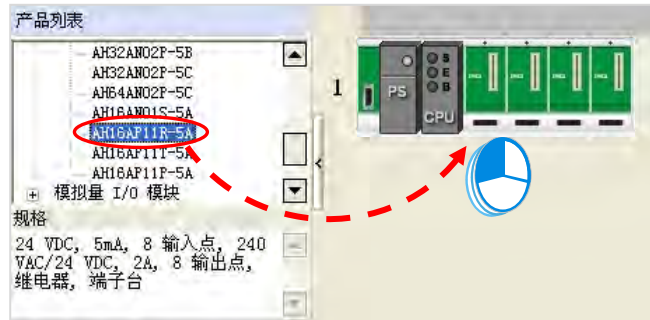 产品列表
AH32AN02P-5B
AH32AN02P-5C
AH64AN02P-5C
AH16AN01S-5A
AH16AP11R-5A
AH16AP11T-5A
AH16AP11P-5A
模拟量 I/O 模块
规格
24 VDC, 5mA, 8 输入点, 240
VAC/24 VDC, 2A, 8 输出点,
继电器, 端子台
1
PS
S
E
B
CPU